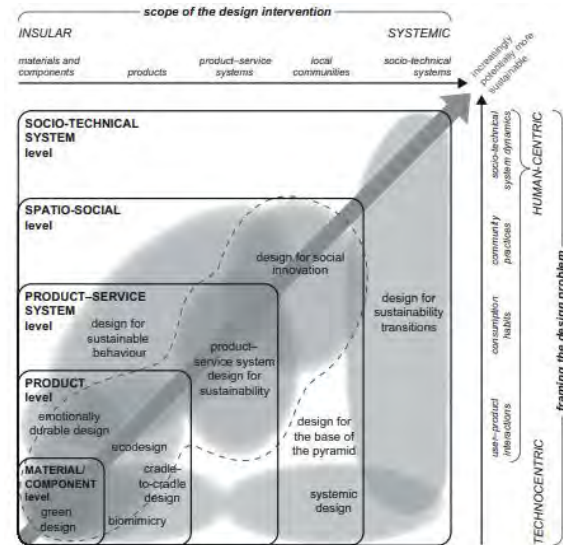 scope of the design intervention
INSULAR
SYSTEMIC
materials and
components
products
product–service
systems
local
communities
socio-technical
systems
increasingly
potentially more
sustainable
SOCIO-TECHNICAL
SYSTEM
level
SPATIO-SOCIAL
level
design for social
innovation
PRODUCT–SERVICE
SYSTEM
level
design for
sustainable
behaviour
product–
service system
design for
sustainability
design for
sustainability
transitions
PRODUCT
level
emotionally
durable design
ecodesign
design for
the base of
the pyramid
MATERIAL/
COMPONENT
level
green
design
cradle-
to-cradle
design
biomimicry
systemic
design
socio-technical
system dynamics
community
practices
consumption
habits
user–product
interactions
HUMAN-CENTRIC
TECHNOCENTRIC
framing the design problem